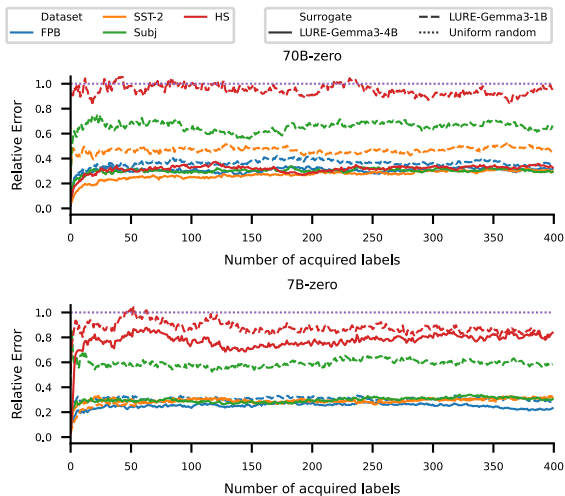 Dataset SST-2 HS
FPB Subj
Surrogate LURE-Gemma3-1B
LURE-Gemma3-4B Uniform random
70B-zero
Relative Error
1.0
0.8
0.6
0.4
0.2
0.0
0 50 100 150 200 250 300 350 400
Number of acquired labels
7B-zero
Relative Error
1.0
0.8
0.6
0.4
0.2
0.0
0 50 100 150 200 250 300 350 400
Number of acquired labels